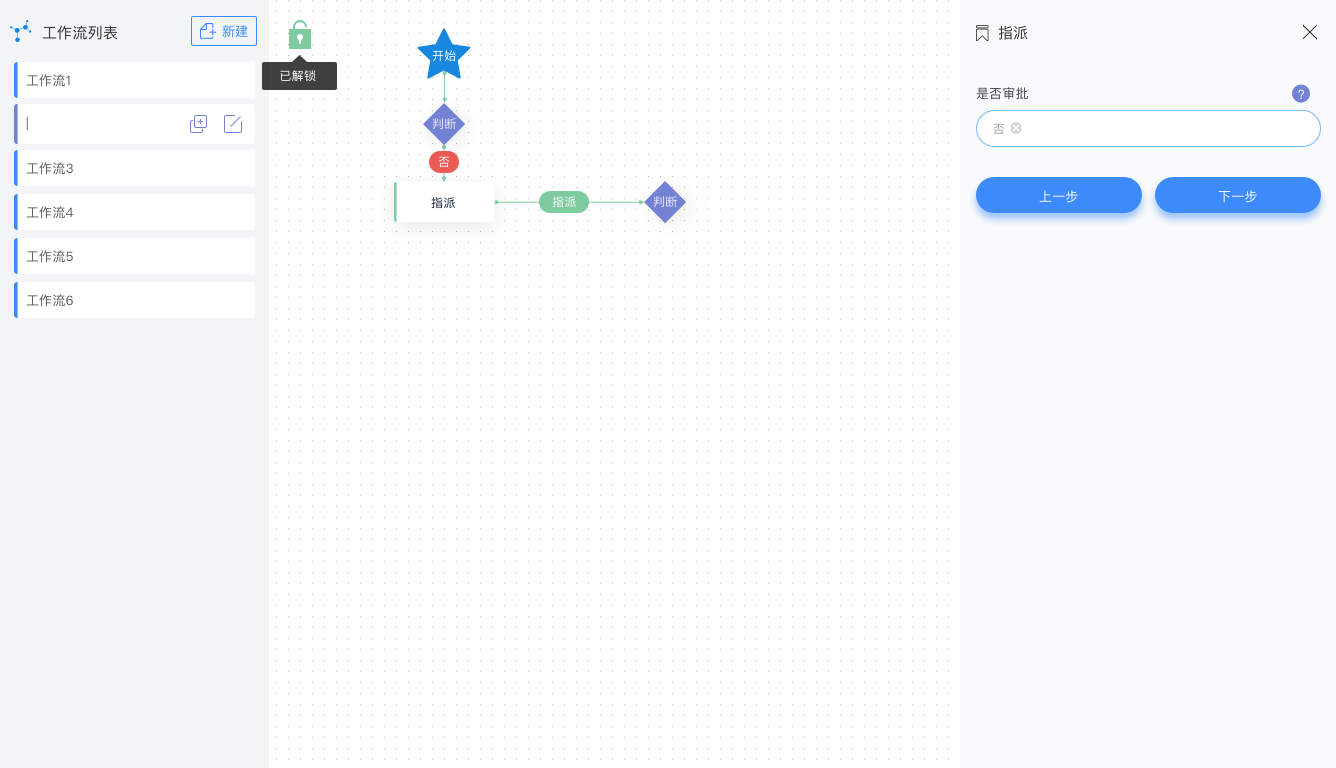 工作流列表
新建
工作流1
工作流3
工作流4
工作流5
工作流6
已解锁
开始
判断
否
指派
指派
判断
指派
是否审批
?
否
上一步
下一步